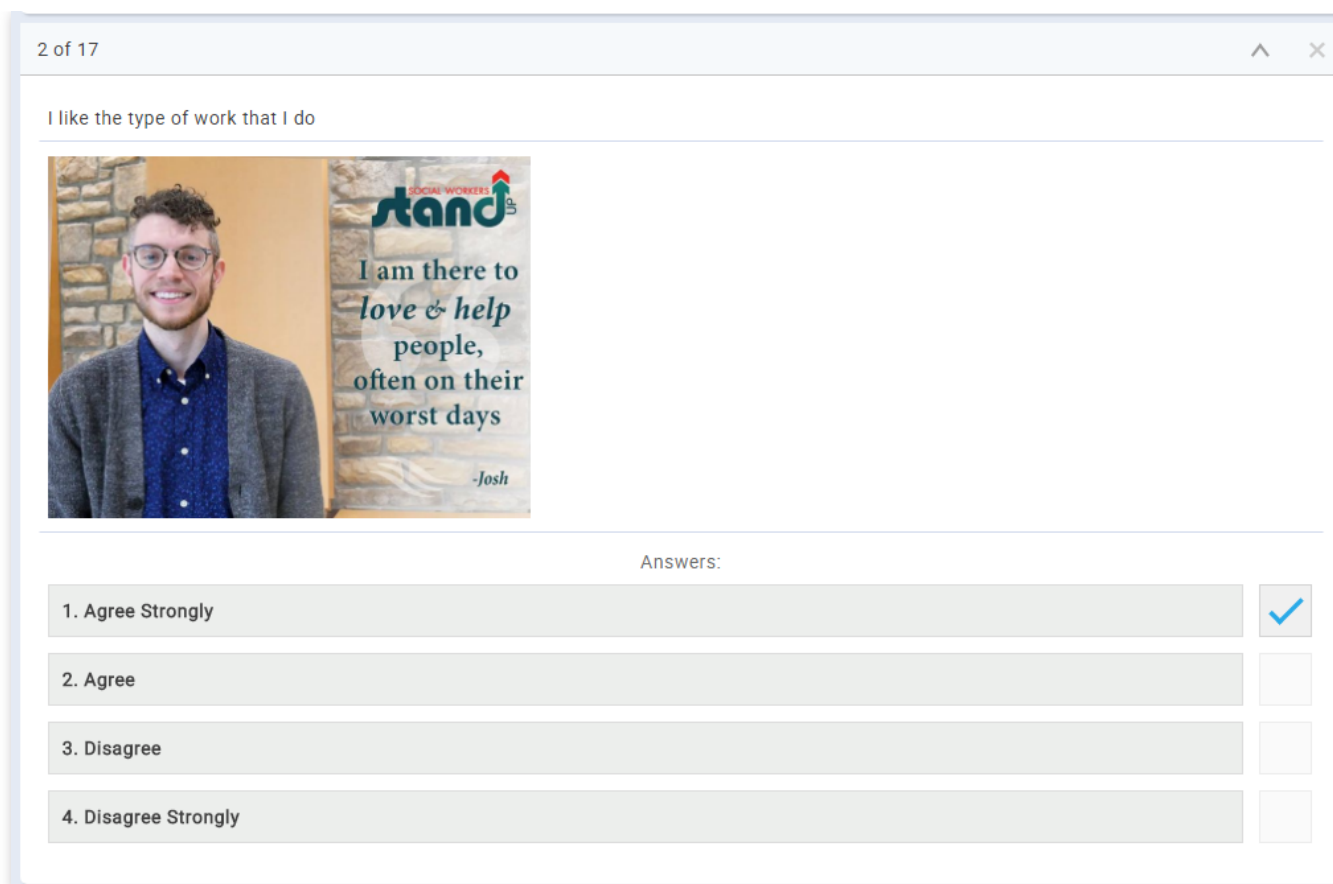 2 of 17
I like the type of work that I do
SOCIAL WORKERS
stand UP
I am there to
love & help
people,
often on their
worst days
-Josh
Answers:
1. Agree Strongly
2. Agree
3. Disagree
4. Disagree Strongly